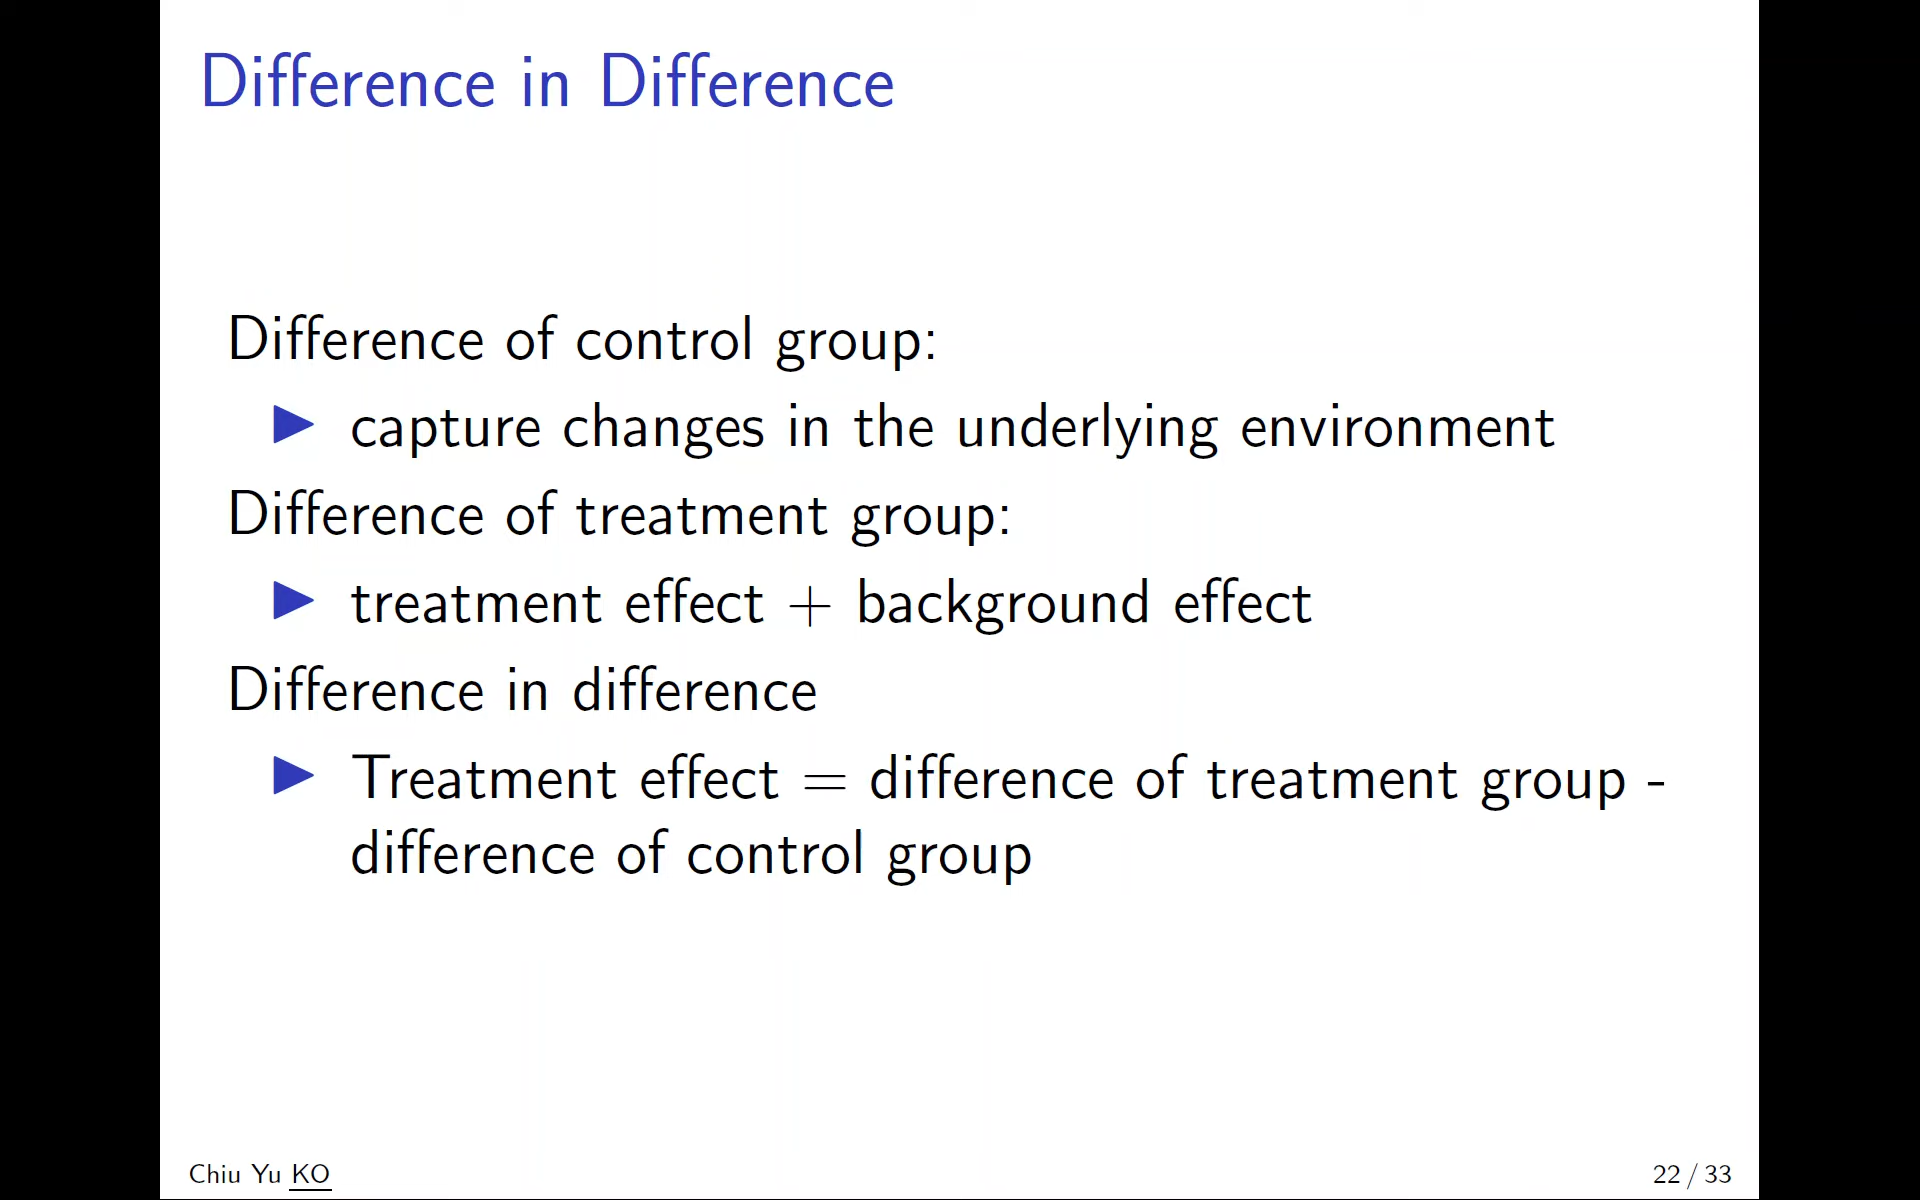 Difference in Difference
Difference of control group:
▶ capture changes in the underlying environment
Difference of treatment group:
▶ treatment effect + background effect
Difference in difference
▶ Treatment effect = difference of treatment group -
difference of control group
Chiu Yu KO
22 / 33